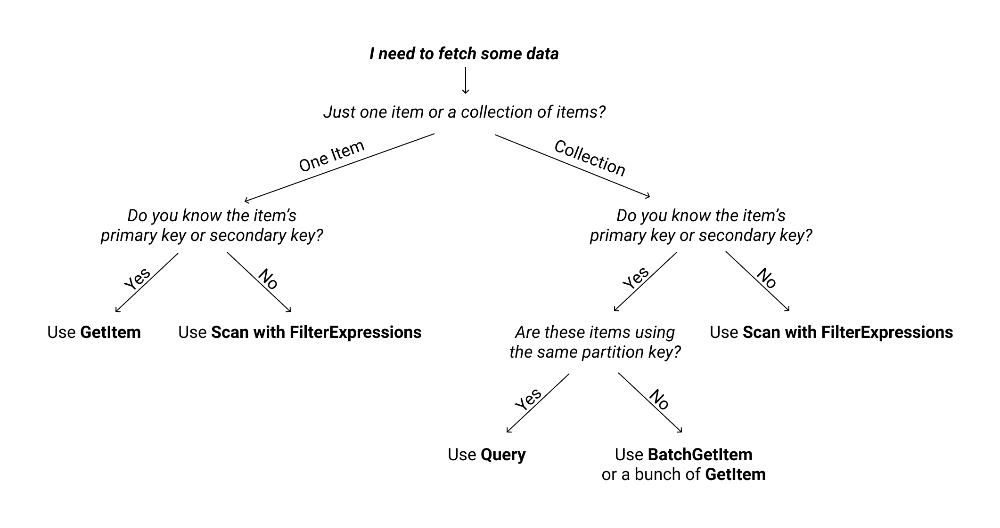 I need to fetch some data
Just one item or a collection of items?
One Item
Collection
Do you know the item’s
primary key or secondary key?
Do you know the item’s
primary key or secondary key?
Yes
No
Yes
No
Use GetItem
Use Scan with FilterExpressions
Are these items using
the same partition key?
Use Scan with FilterExpressions
Yes
No
Use Query
Use BatchGetItem
or a bunch of GetItem